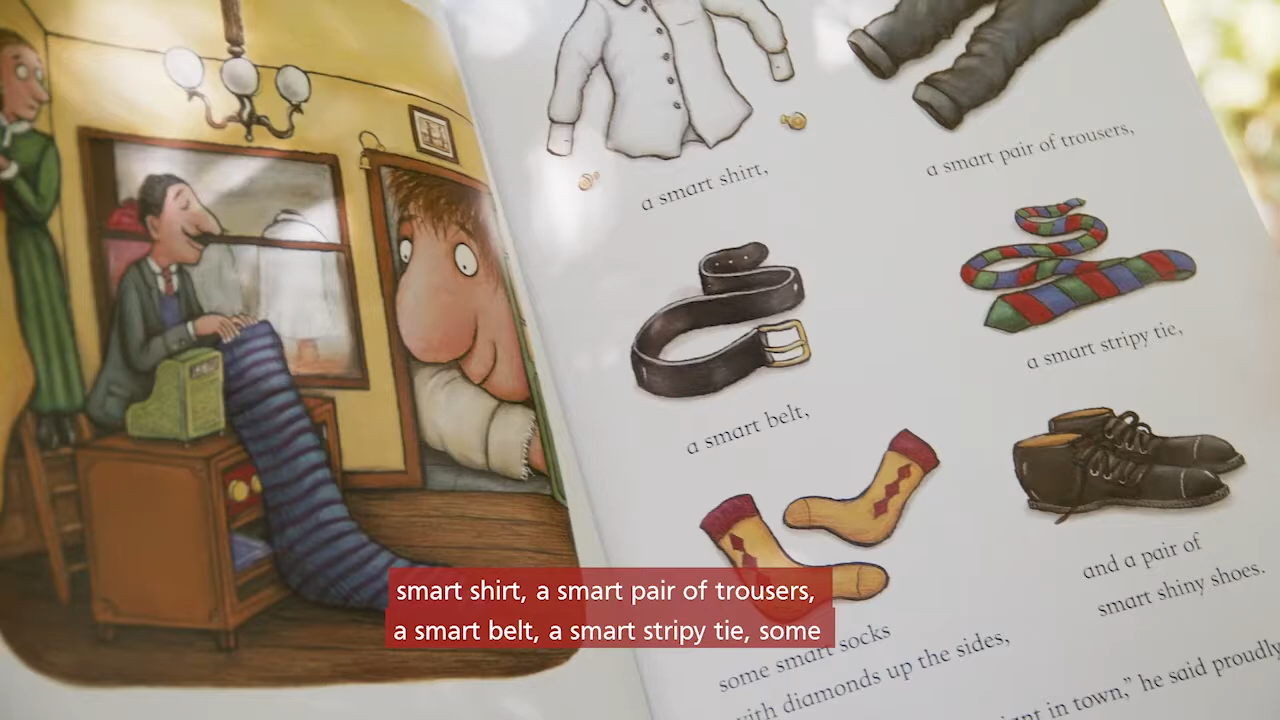 a smart shirt,
a smart pair of trousers,
a smart belt,
a smart stripy tie,
some smart socks
with diamonds up the sides,
and a pair of
smart shiny shoes.
in town,” he said proudly
smart shirt, a smart pair of trousers,
a smart belt, a smart stripy tie, some